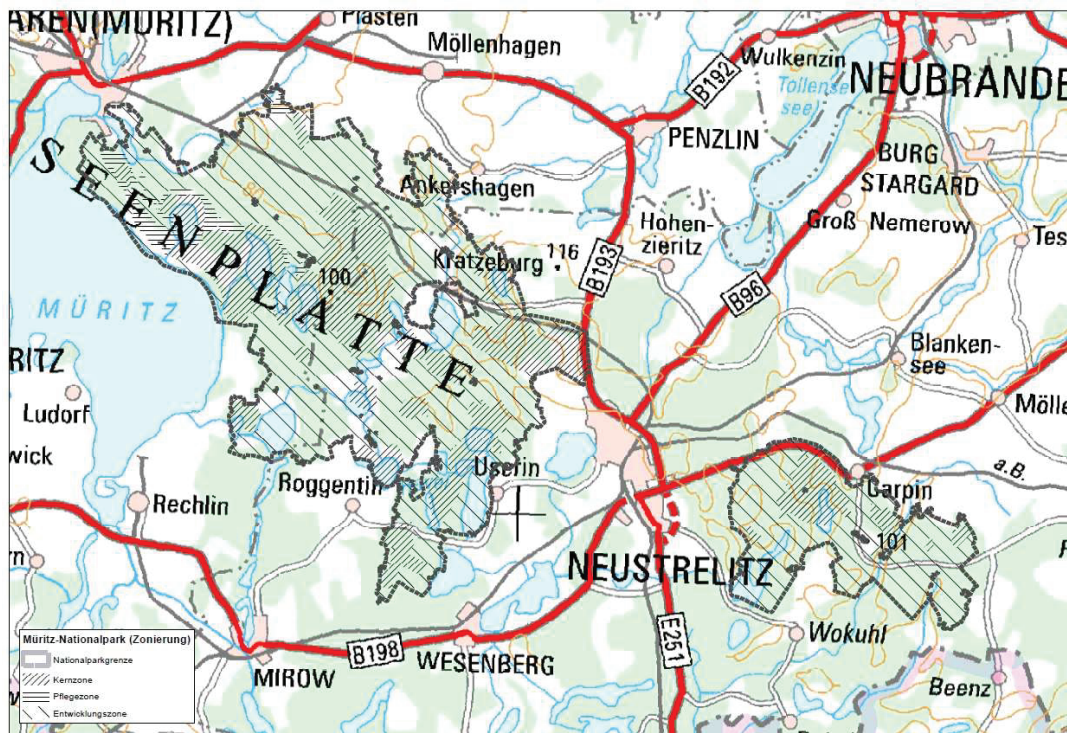 AREN(MÜRITZ)
Plasten
Möllenhagen
Wulkenzin
B192
Tollense
see)
NEUBRANDE
PENZLIN
BURG
STARGARD
SEENPLATTE
90
Ankershagen
Hohen-
zieritz
Groß Nemerow
Tes
Kratzeburg
116
B193
100
B96
MÜRITZ
Blanken-
see
RITZ
Ludorf
Mölle
wick
Userin
a.B.
Roggentin
Carpin
Rechlin
101
rn
NEUSTRELITZ
Wokuhl
E251
B198
WESENBERG
MIROW
Beenz
Müritz-Nationalpark (Zonierung)
Nationalparkgrenze
Kernzone
Pflegezone
Entwicklungszone